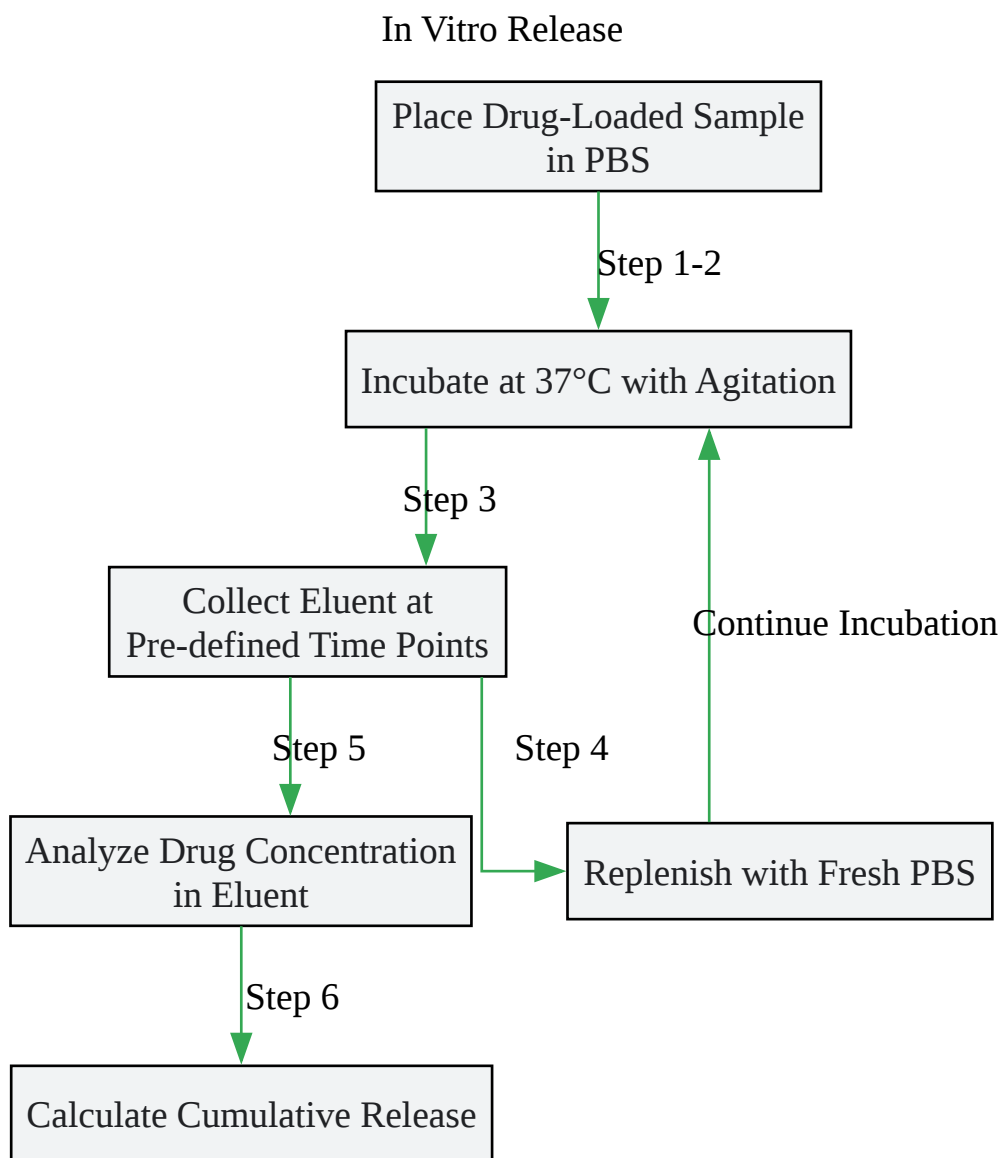 In Vitro Release
Place Drug-Loaded Sample
in PBS
Step 1-2
Incubate at 37°C with Agitation
Step 3
Collect Eluent at
Pre-defined Time Points
Continue Incubation
Step 5
Step 4
Analyze Drug Concentration
in Eluent
Replenish with Fresh PBS
Step 6
Calculate Cumulative Release